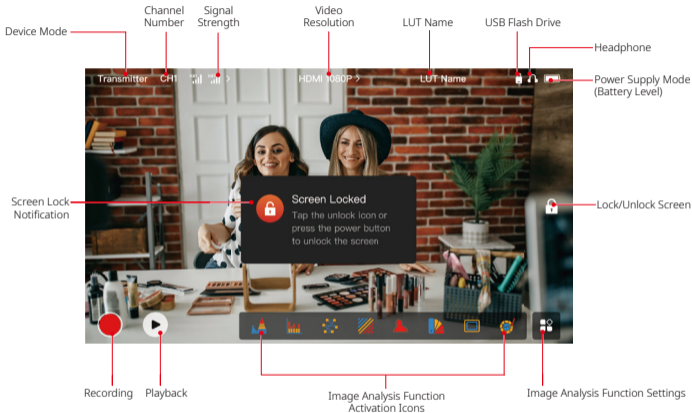 Device Mode
Channel
Number
Signal
Strength
Video
Resolution
LUT Name
USB Flash Drive
Headphone
Power Supply Mode
(Battery Level)
Transmitter
CH1
HDMI 1080P >
LUT Name
Screen Lock
Notification
Screen Locked
Tap the unlock icon or
press the power button
to unlock the screen
Lock/Unlock Screen
Recording
Playback
Image Analysis Function
Activation Icons
Image Analysis Function Settings